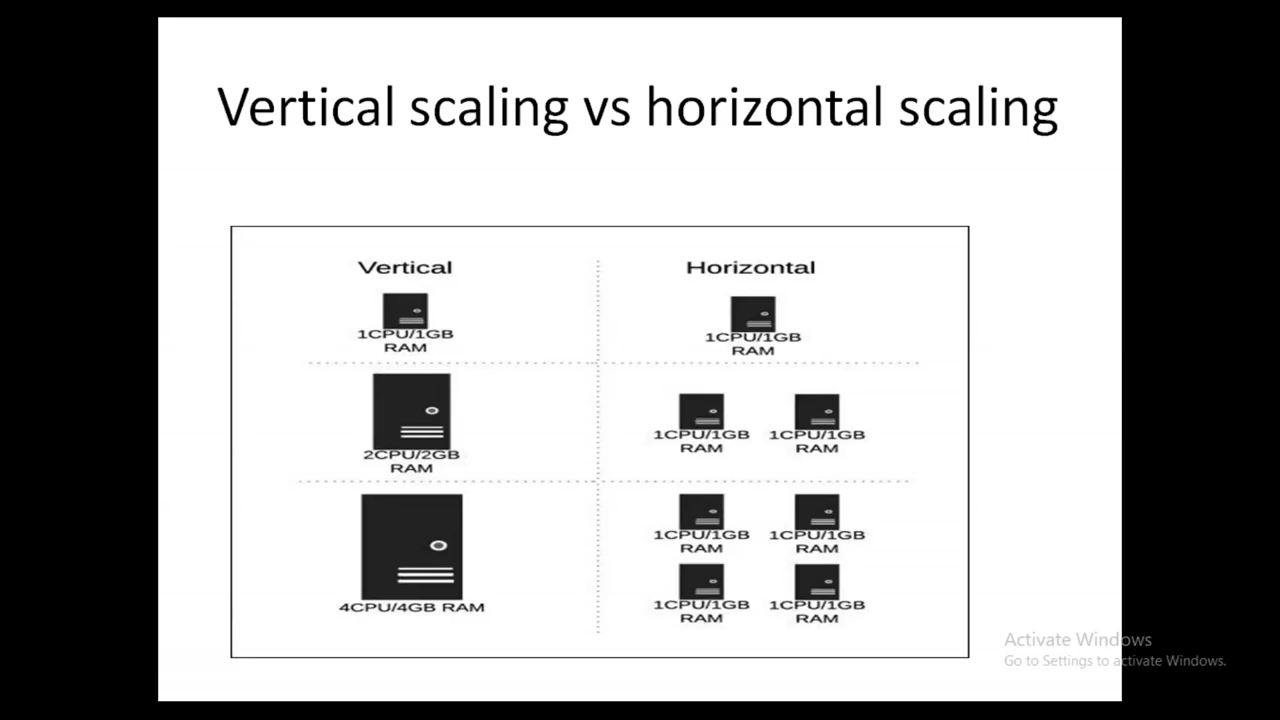 Vertical scaling vs horizontal scaling
Vertical
Horizontal
1CPU/1GB
RAM
1CPU/1GB
RAM
2CPU/2GB
RAM
1CPU/1GB
RAM
1CPU/1GB
RAM
4CPU/4GB RAM
1CPU/1GB
RAM
1CPU/1GB
RAM
1CPU/1GB
RAM
1CPU/1GB
RAM
Activate Windows
Go to Settings to activate Windows.